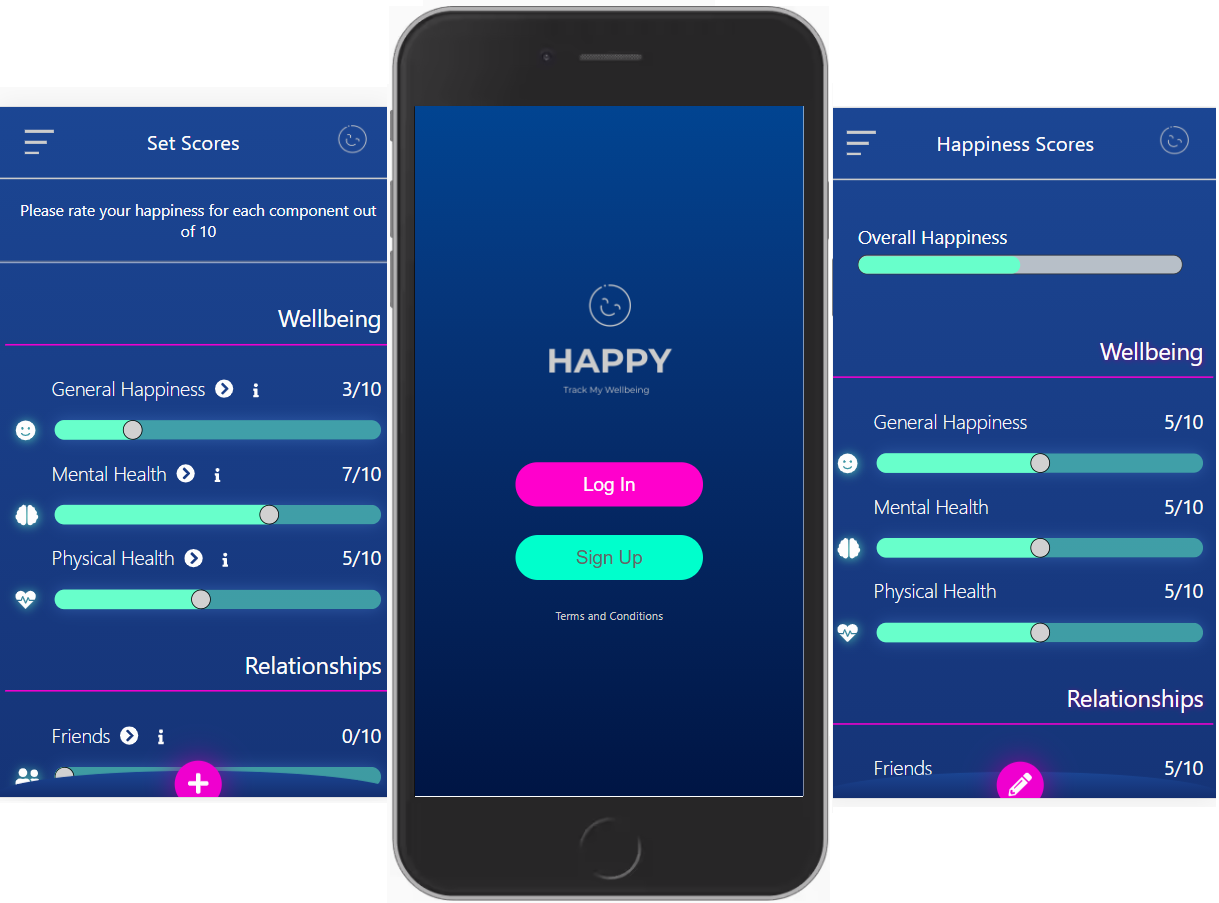 Set Scores
Please rate your happiness for each component out
of 10
Wellbeing
General Happiness 3/10
Mental Health 7/10
Physical Health 5/10
Relationships
Friends 0/10
HAPPY
Track My Wellbeing
Log In
Sign Up
Terms and Conditions
Happiness Scores
Overall Happiness
Wellbeing
General Happiness 5/10
Mental Health 5/10
Physical Health 5/10
Relationships
Friends 5/10